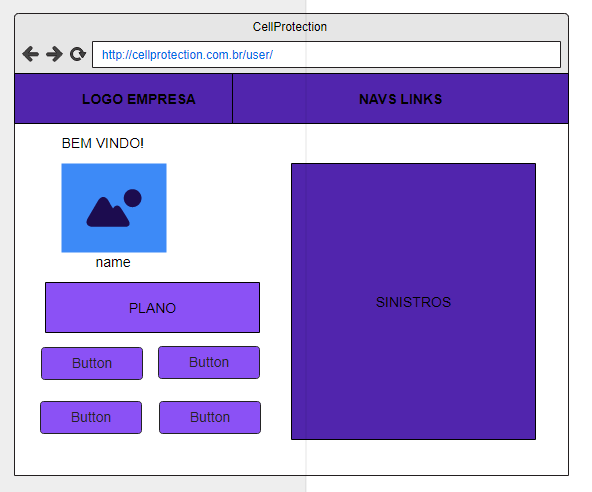 CellProtection
http://cellprotection.com.br/user/
LOGO EMPRESA
NAVS LINKS
BEM VINDO!
name
PLANO
Button
Button
Button
Button
SINISTROS